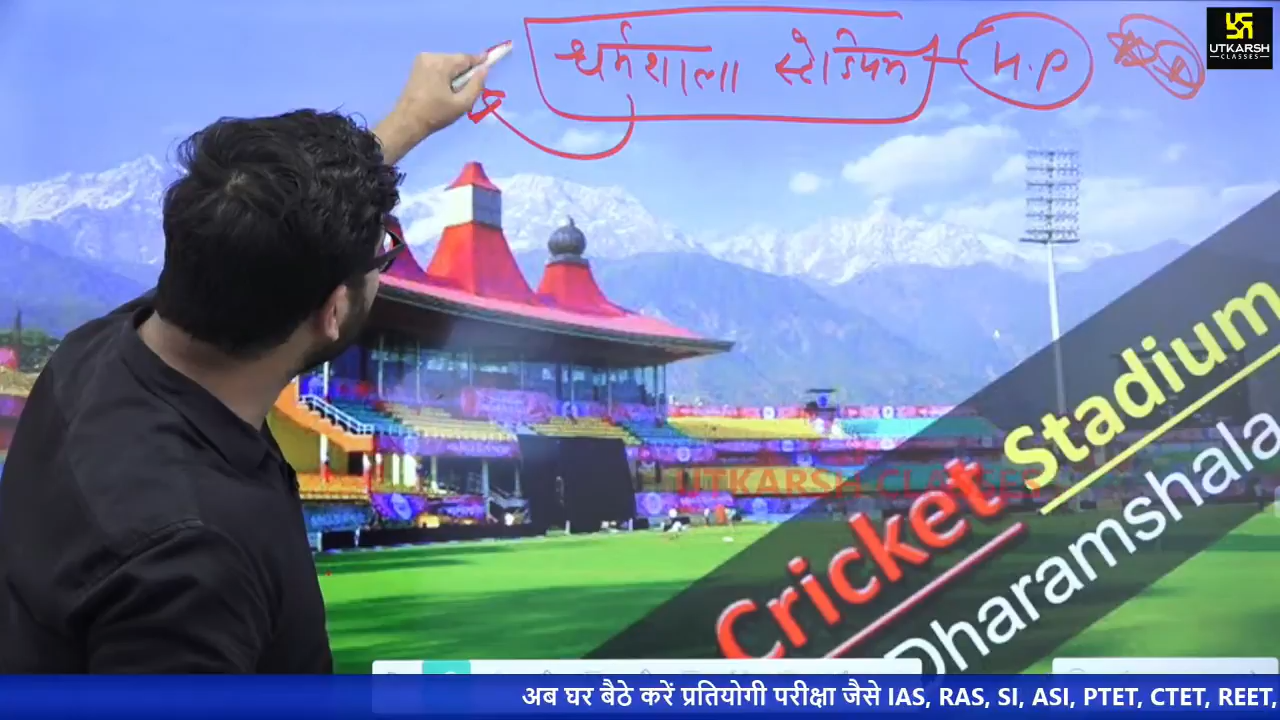 धर्मशाला स्टेडियम H.P
UTKARSH
CLASSES
UTKARSH CLASSES
Cricket Stadium
Dharamshala
अब घर बैठे करें प्रतियोगी परीक्षा जैसे IAS, RAS, SI, ASI, PTET, CTET, REET,